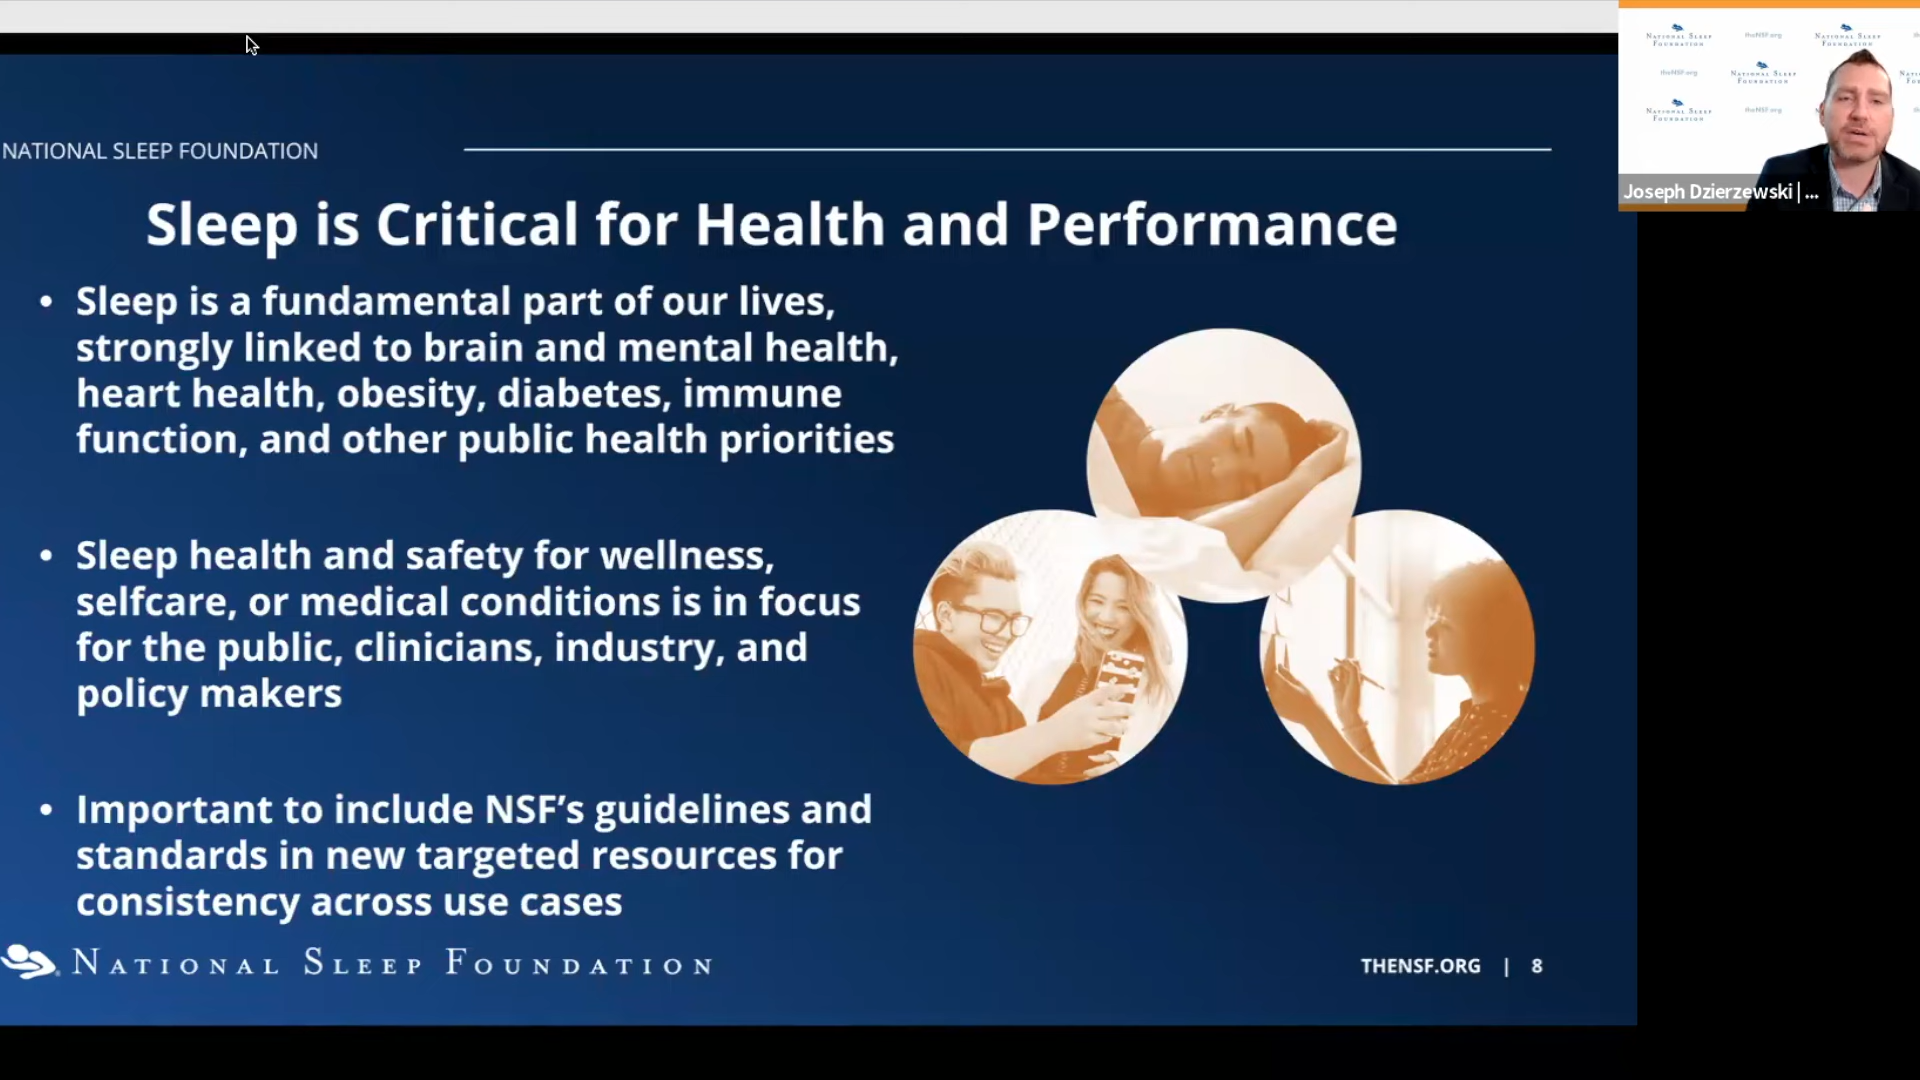 NATIONAL SLEEP FOUNDATION
Sleep is Critical for Health and Performance
• Sleep is a fundamental part of our lives,
strongly linked to brain and mental health,
heart health, obesity, diabetes, immune
function, and other public health priorities
• Sleep health and safety for wellness,
selfcare, or medical conditions is in focus
for the public, clinicians, industry, and
policy makers
• Important to include NSF’s guidelines and
standards in new targeted resources for
consistency across use cases
NATIONAL SLEEP FOUNDATION
THENSF.ORG | 8
NATIONAL SLEEP
FOUNDATION
theNSF.org
NATIONAL SLEEP
FOUNDATION
theNSF.org
NATIONAL SLEEP
FOUNDATION
NATIONAL SLEEP
FOUNDATION
theNSF.org
Joseph Dzierzewski | ...